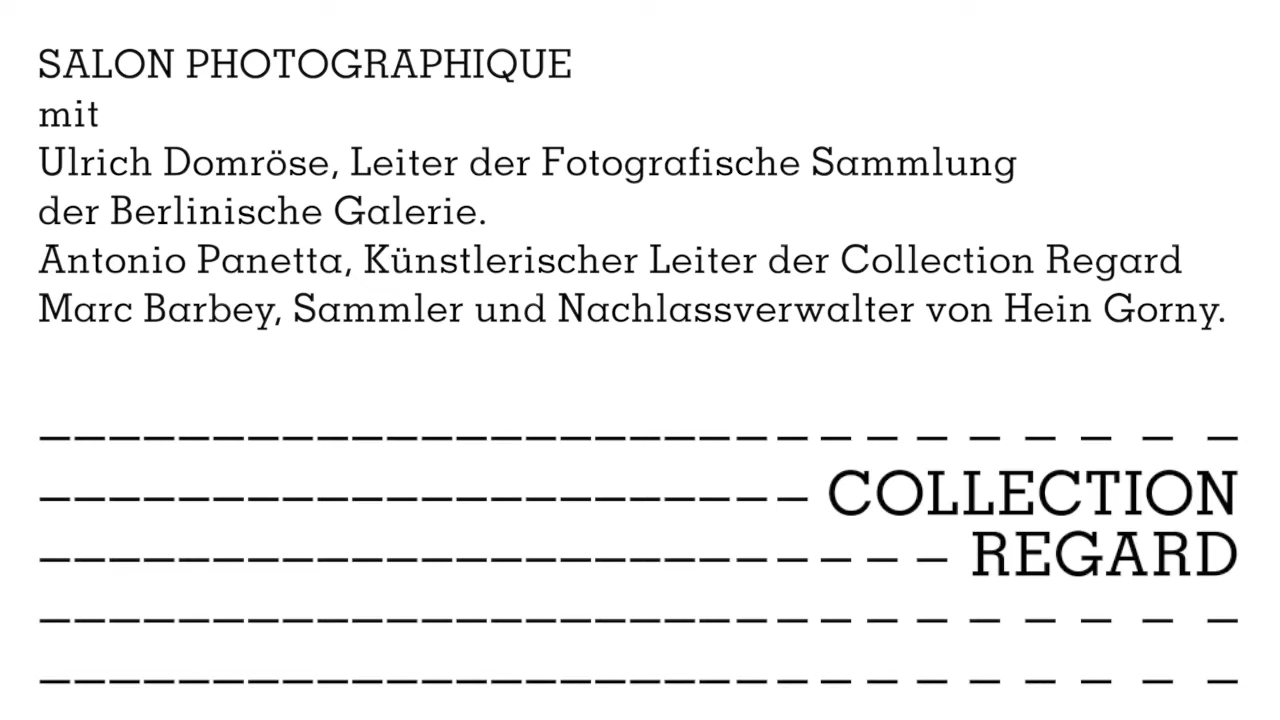 SALON PHOTOGRAPHIQUE
mit
Ulrich Domröse, Leiter der Fotografische Sammlung
der Berlinische Galerie.
Antonio Panetta, Künstlerischer Leiter der Collection Regard
Marc Barbey, Sammler und Nachlassverwalter von Hein Gorny.
COLLECTION
REGARD